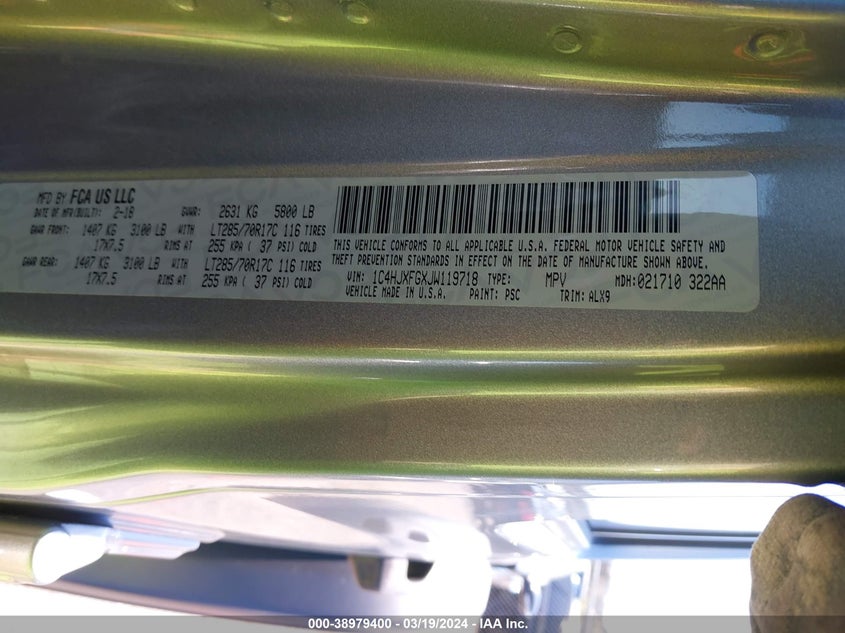 MFD BY FCA US LLC
DATE OF MFR(BUILT): 2-18 GVWR: 2631 KG 5800 LB
GAWR FRONT: 1407 KG 3100 LB WITH LT285/70R17C 116 TIRES
17X7.5 RIMS AT 255 KPA ( 37 PSI) COLD
GAWR REAR: 1407 KG 3100 LB WITH LT285/70R17C 116 TIRES
17X7.5 RIMS AT 255 KPA ( 37 PSI) COLD
THIS VEHICLE CONFORMS TO ALL APPLICABLE U.S.A. FEDERAL MOTOR VEHICLE SAFETY AND
THEFT PREVENTION STANDARDS IN EFFECT ON THE DATE OF MANUFACTURE SHOWN ABOVE.
VIN: 1C4HJXFGXJW119718 TYPE: MPV MDH:021710 322AA
VEHICLE MADE IN U.S.A. PAINT: PSC TRIM: ALX9
000-38979400 - 03/19/2024 - IAA Inc.